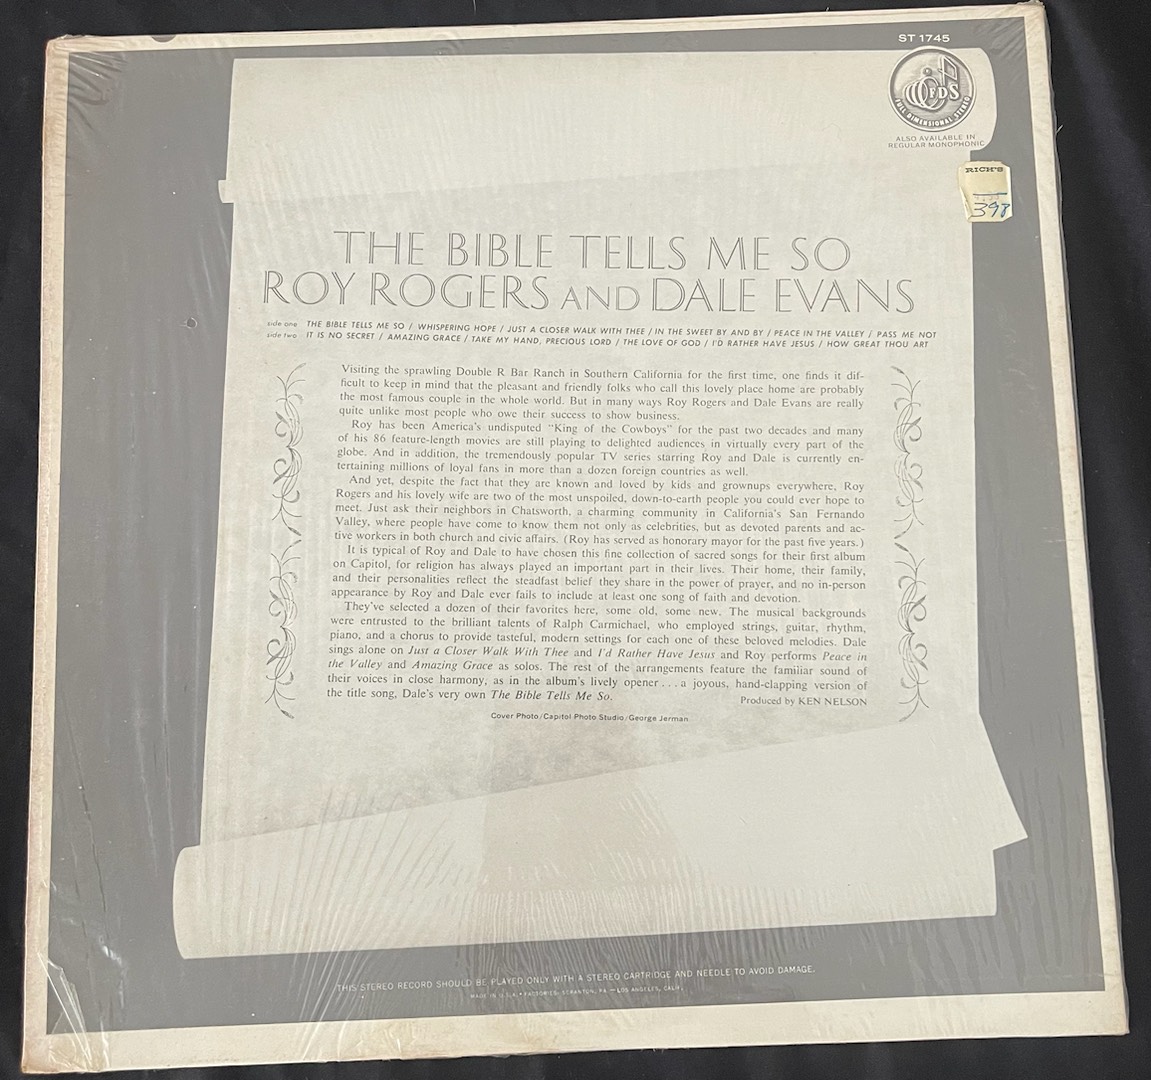 ST 1745
FDS
FULL DIMENSIONAL STEREO
ALSO AVAILABLE IN
REGULAR MONOPHONIC
RICH'S
398
THE BIBLE TELLS ME SO
ROY ROGERS AND DALE EVANS
side one THE BIBLE TELLS ME SO / WHISPERING HOPE / JUST A CLOSER WALK WITH THEE / IN THE SWEET BY AND BY / PEACE IN THE VALLEY / PASS ME NOT
side two IT IS NO SECRET / AMAZING GRACE / TAKE MY HAND, PRECIOUS LORD / THE LOVE OF GOD / I'D RATHER HAVE JESUS / HOW GREAT THOU ART
Visiting the sprawling Double R Bar Ranch in Southern California for the first time, one finds it dif-
ficult to keep in mind that the pleasant and friendly folks who call this lovely place home are probably
the most famous couple in the whole world. But in many ways Roy Rogers and Dale Evans are really
quite unlike most people who owe their success to show business.
Roy has been America's undisputed "King of the Cowboys" for the past two decades and many
of his 86 feature-length movies are still playing to delighted audiences in virtually every part of the
globe. And in addition, the tremendously popular TV series starring Roy and Dale is currently en-
tertaining millions of loyal fans in more than a dozen foreign countries as well.
And yet, despite the fact that they are known and loved by kids and grownups everywhere, Roy
Rogers and his lovely wife are two of the most unspoiled, down-to-earth people you could ever hope to
meet. Just ask their neighbors in Chatsworth, a charming community in California's San Fernando
Valley, where people have come to know them not only as celebrities, but as devoted parents and ac-
tive workers in both church and civic affairs. (Roy has served as honorary mayor for the past five years.)
It is typical of Roy and Dale to have chosen this fine collection of sacred songs for their first album
on Capitol, for religion has always played an important part in their lives. Their home, their family,
and their personalities reflect the steadfast belief they share in the power of prayer, and no in-person
appearance by Roy and Dale ever fails to include at least one song of faith and devotion.
They've selected a dozen of their favorites here, some old, some new. The musical backgrounds
were entrusted to the brilliant talents of Ralph Carmichael, who employed strings, guitar, rhythm,
piano, and a chorus to provide tasteful, modern settings for each one of these beloved melodies. Dale
sings alone on Just a Closer Walk With Thee and I'd Rather Have Jesus and Roy performs Peace in
the Valley and Amazing Grace as solos. The rest of the arrangements feature the familiar sound of
their voices in close harmony, as in the album's lively opener...a joyous, hand-clapping version of
the title song, Dale's very own The Bible Tells Me So.
Produced by KEN NELSON
Cover Photo/Capitol Photo Studio/George Jerman
THIS STEREO RECORD SHOULD BE PLAYED ONLY WITH A STEREO CARTRIDGE AND NEEDLE TO AVOID DAMAGE.
MADE IN U.S.A. • FACTORIES: SCRANTON, PA. — LOS ANGELES, CALIF.